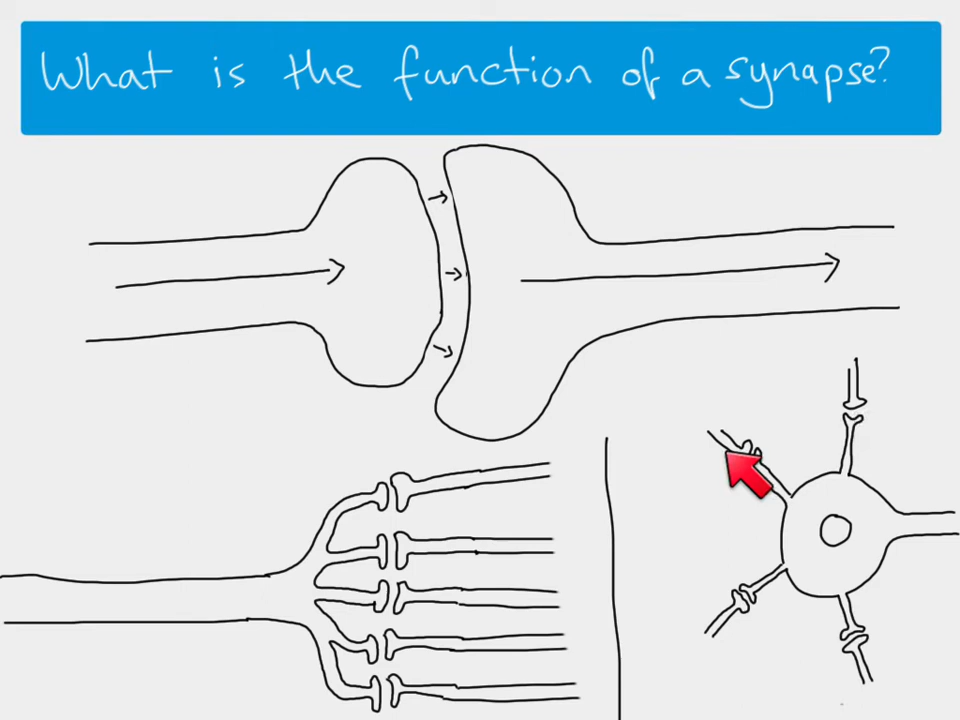 What is the function of a synapse?